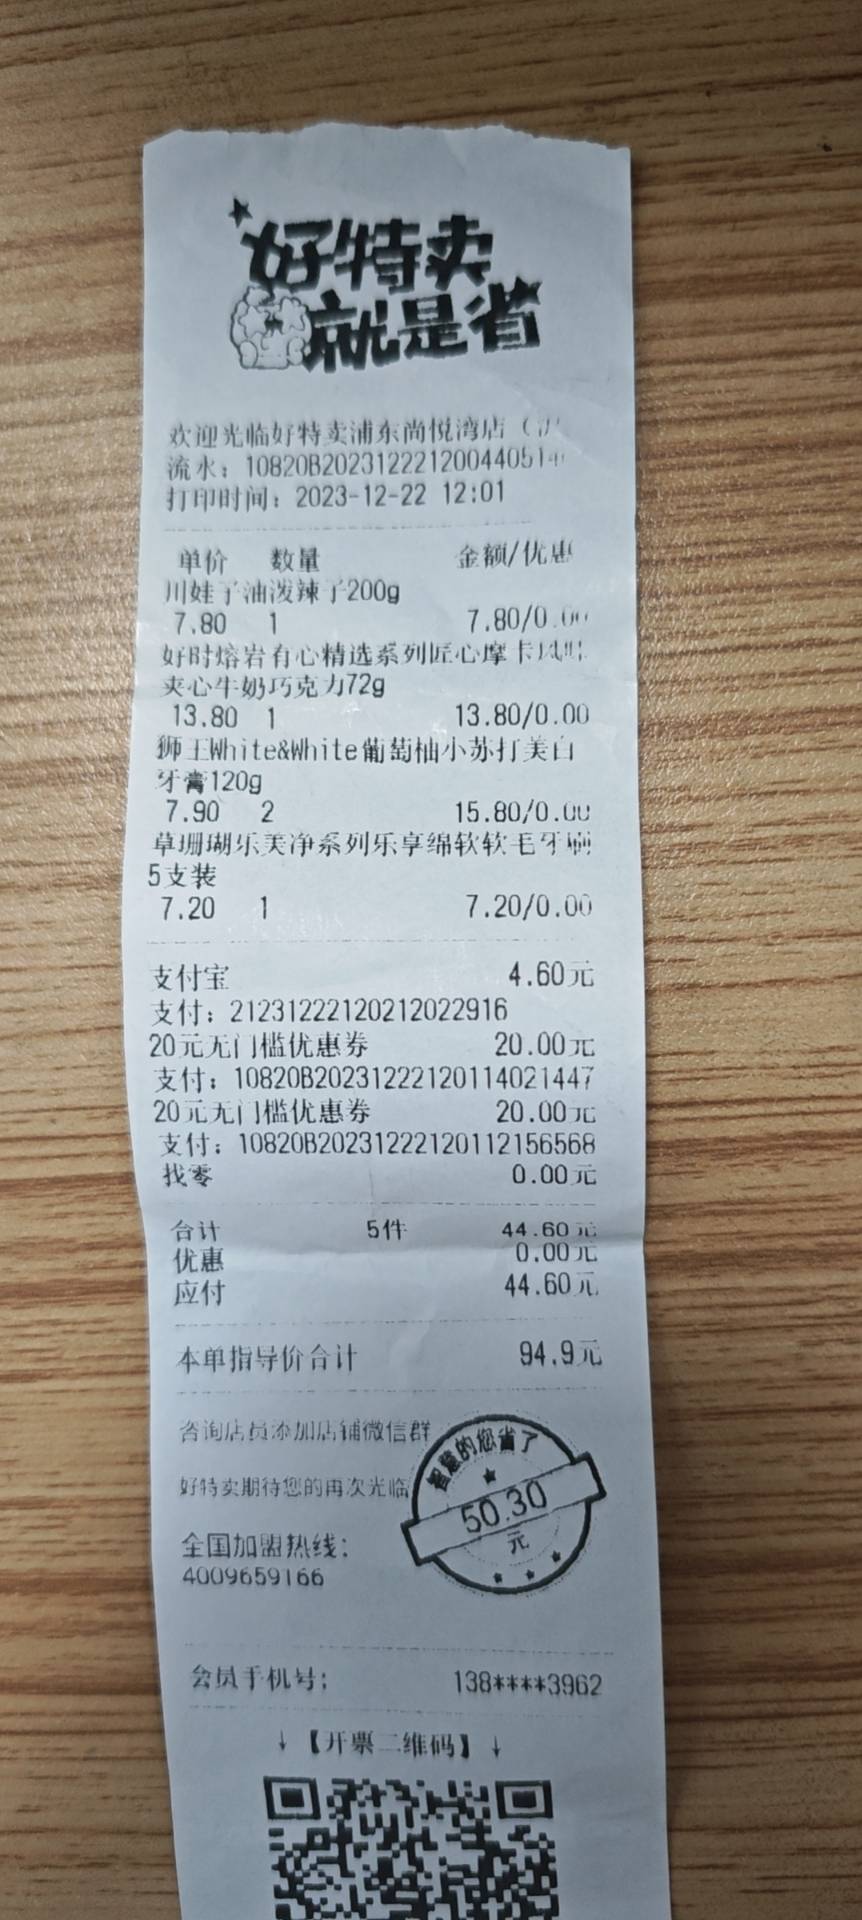 好特卖
就是省
欢迎光临好特卖浦东尚悦湾店
流水：10820B2023122212004405
打印时间：2023-12-22 12:01
单价 数量 金额/优惠
川娃子油泼辣子200g
7.80 1 7.80/0.00
好时熔岩有心精选系列匠心摩卡风味
夹心牛奶巧克力72g
13.80 1 13.80/0.00
狮王White&White葡萄柚小苏打美白
牙膏120g
7.90 2 15.80/0.00
草珊瑚乐美净系列乐享绵软软毛牙刷
5支装
7.20 1 7.20/0.00
支付宝 4.60元
支付：21231222120212022916
20元无门槛优惠券 20.00元
支付：10820B20231222120114021447
20元无门槛优惠券 20.00元
支付：10820B20231222120112156568
找零 0.00元
合计 5件 44.60元
优惠 0.00元
应付 44.60元
本单指导价合计 94.9元
咨询店员添加店铺微信群
好特卖期待您的再次光临
智慧的您省了
50.30
元
全国加盟热线：
4009659166
会员手机号： 138****3962
↓【开票二维码】↓